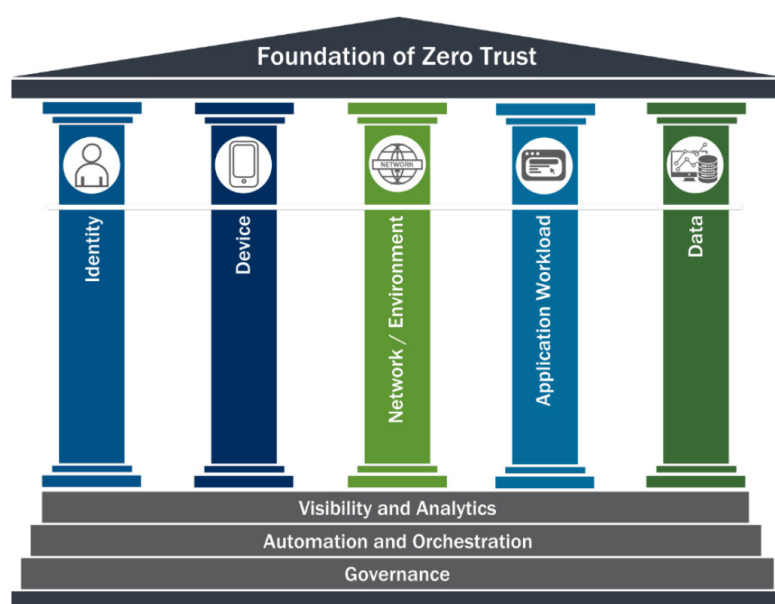 Foundation of Zero Trust
NETWORK
Identity
Device
Network / Environment
Application Workload
Data
Visibility and Analytics
Automation and Orchestration
Governance